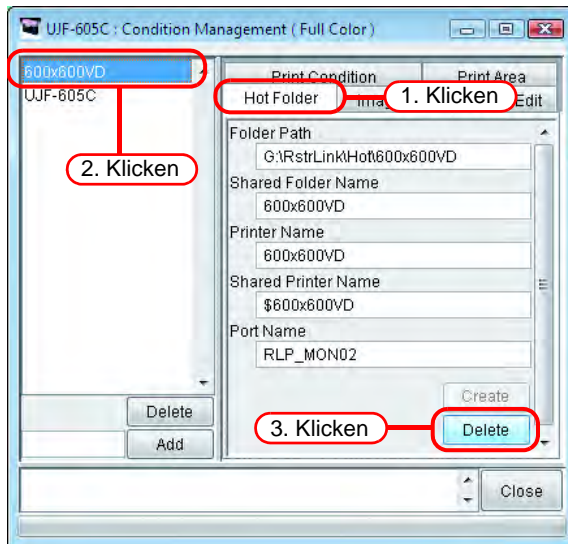 UJF-605C : Condition Management ( Full Color )
600x600VD
UJF-605C
2. Klicken
Delete
Add
Print Condition Print Area
Hot Folder 1. Klicken Edit
Folder Path
G:\RstrLink\Hot\600x600VD
Shared Folder Name
600x600VD
Printer Name
600x600VD
Shared Printer Name
$600x600VD
Port Name
RLP_MON02
Create
3. Klicken Delete
Close